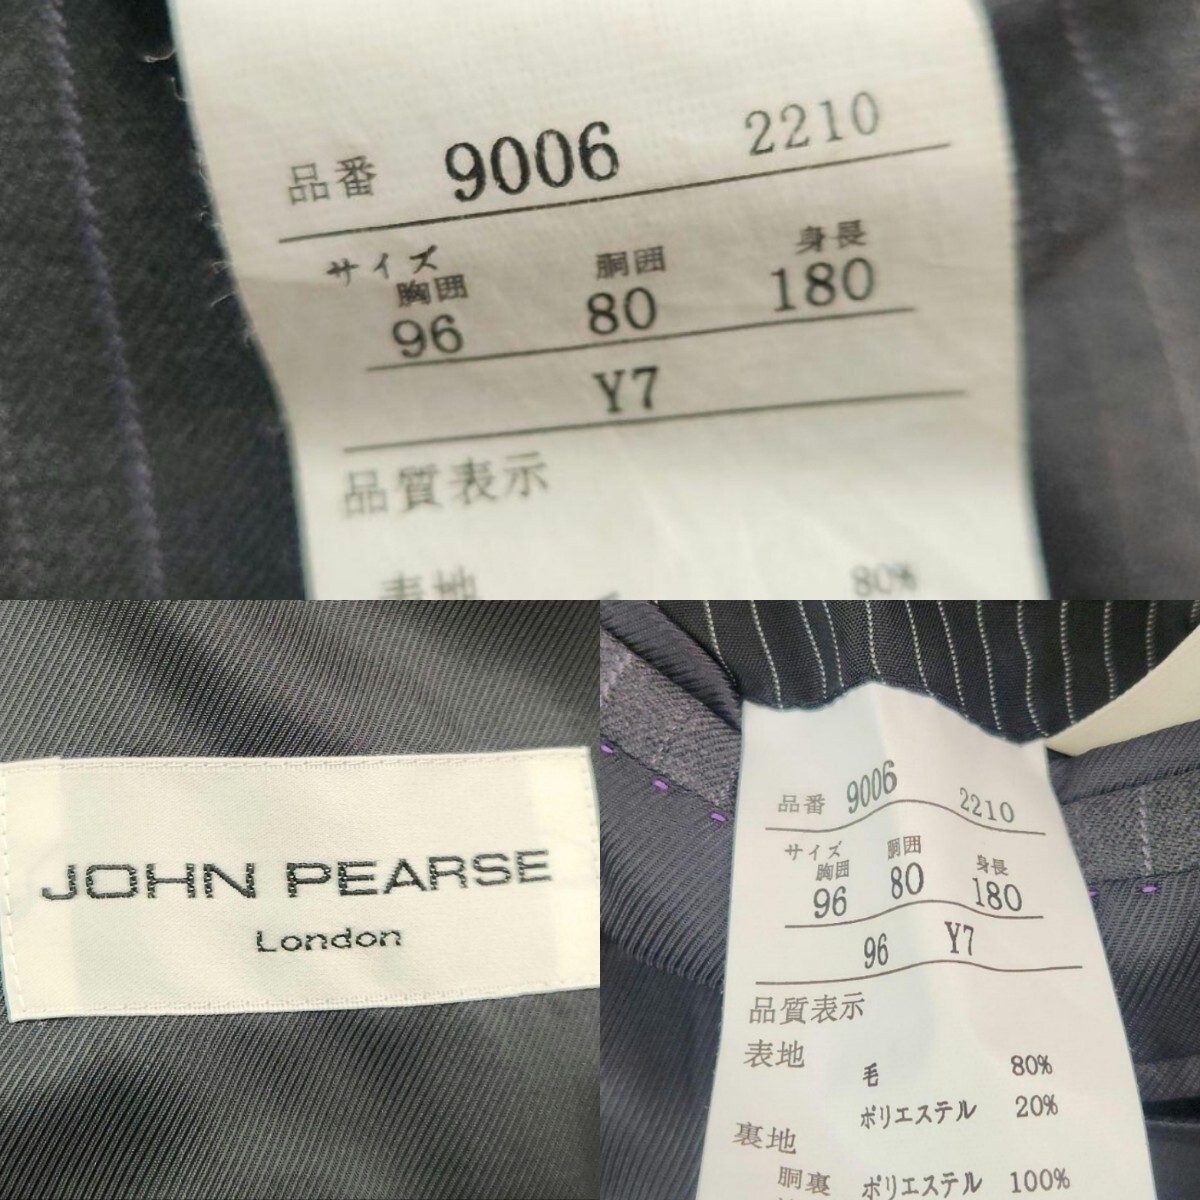 品番 9006 2210
サイズ
胸囲 胴囲 身長
96 80 180
Y7
品質表示
表地 80%
JOHN PEARSE
London
品番 9006 2210
サイズ
胸囲 胴囲 身長
96 80 180
96 Y7
品質表示
表地
毛 80%
ポリエステル 20%
裏地
胴裏 ポリエステル 100%